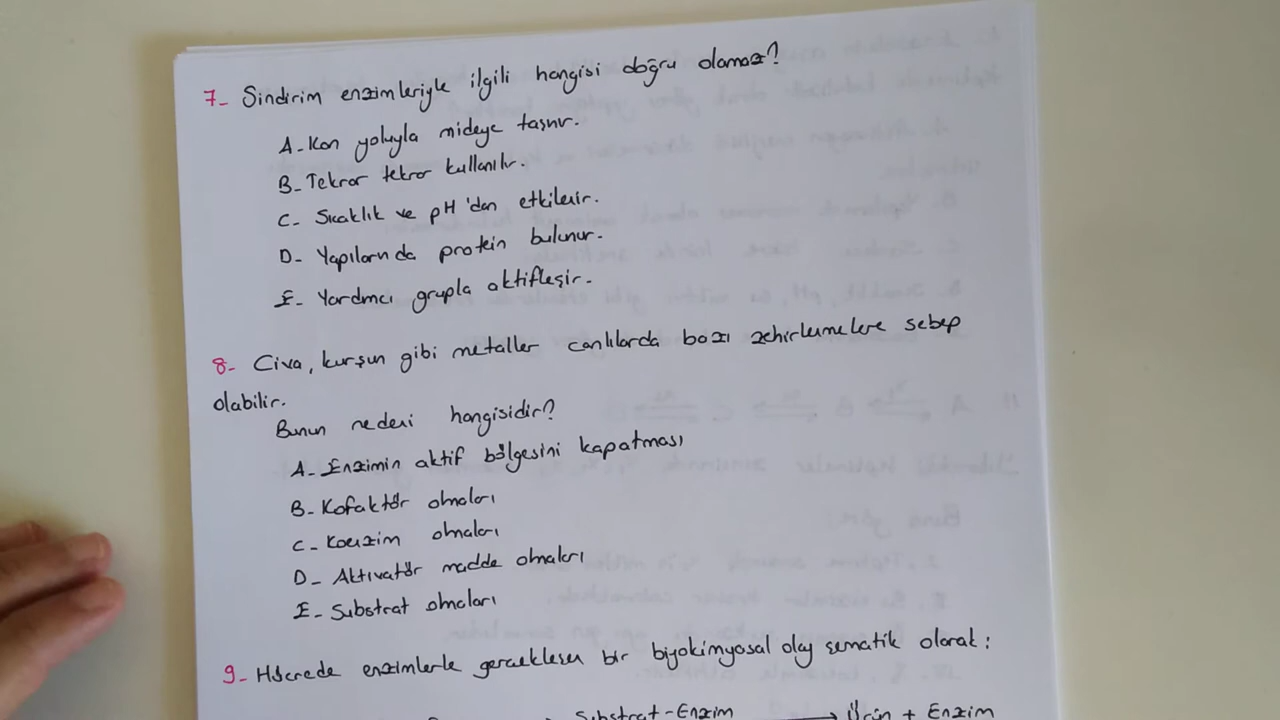 7- Sindirim enzimleriyle ilgili hangisi doğru olamaz?
A- Kan yoluyla mideye taşınır.
B- Tekrar tekrar kullanılır.
C- Sıcaklık ve pH'dan etkilenir.
D- Yapılarında protein bulunur.
E- Yardımcı grupla aktifleşir.
8- Civa, kurşun gibi metaller canlılarda bazı zehirlemelere sebep
olabilir.
Bunun nedeni hangisidir?
A- Enzimin aktif bölgesini kapatması
B- Kofaktör olmaları
C- Koenzim olmaları
D- Aktivatör madde olmaları
E- Substrat olmaları
9- Hücrede enzimlerle gerçekleşen bir biyokimyasal olay şematik olarak:
Substrat-Enzim → Ürün + Enzim